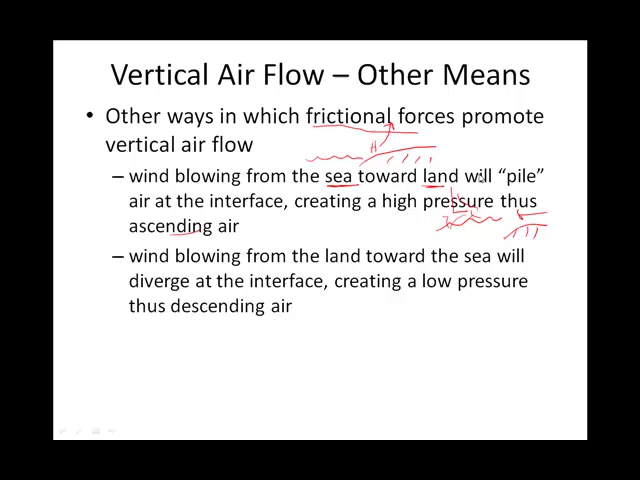 Vertical Air Flow – Other Means
• Other ways in which frictional forces promote
vertical air flow
H
– wind blowing from the sea toward land will “pile”
air at the interface, creating a high pressure thus
ascending air
– wind blowing from the land toward the sea will
diverge at the interface, creating a low pressure
thus descending air